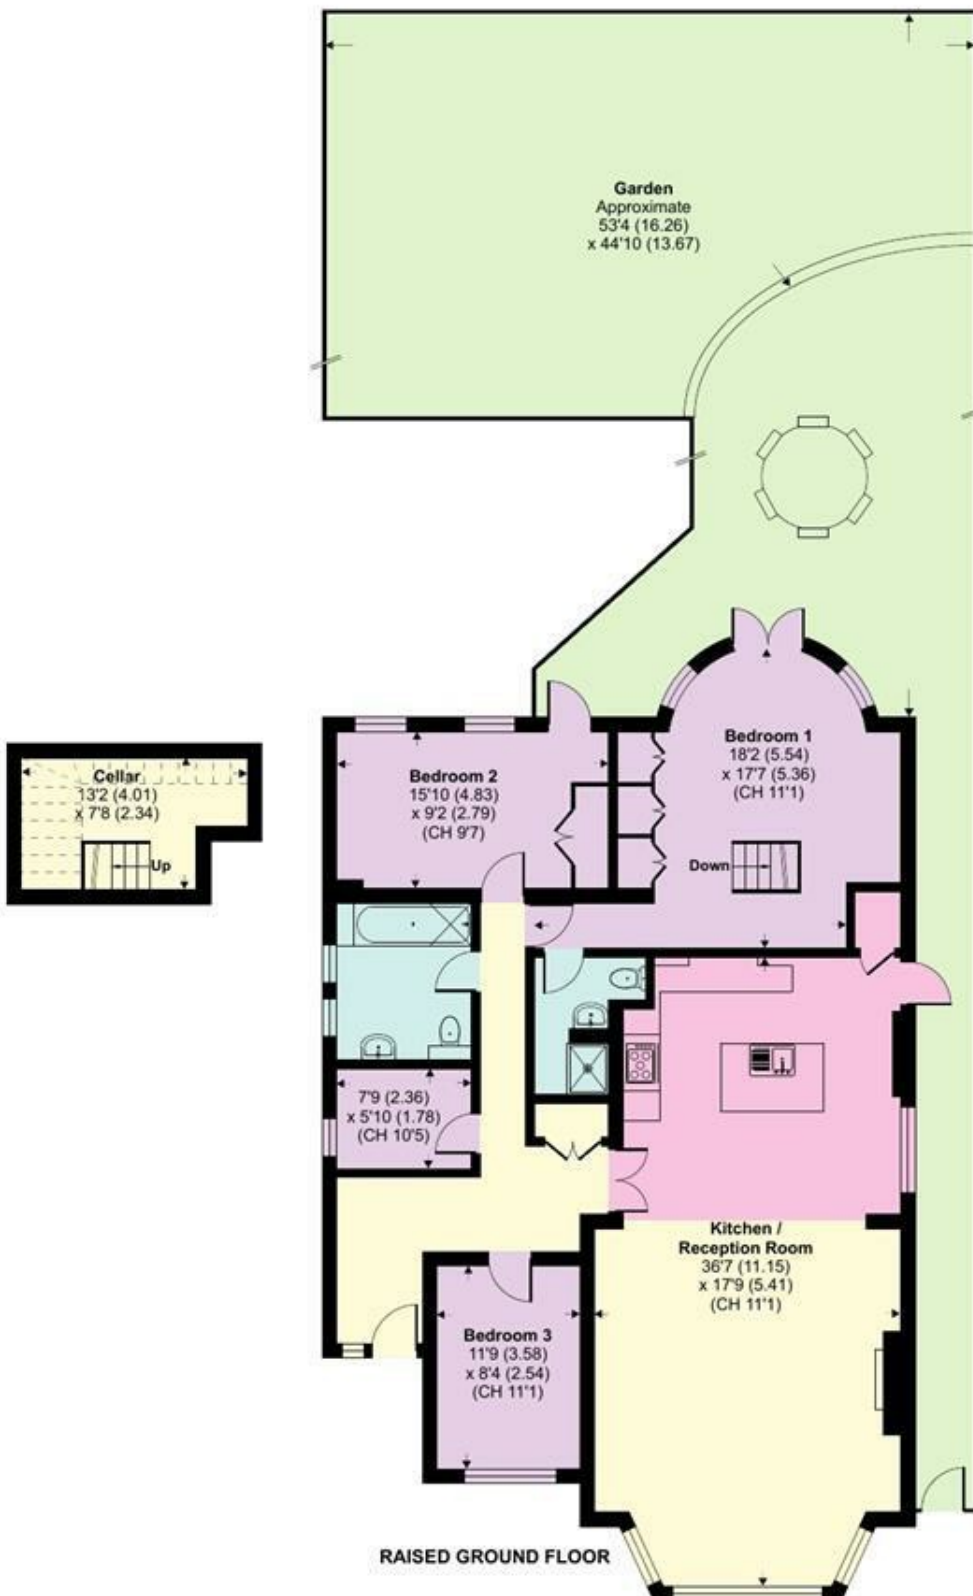 Garden
Approximate
53'4 (16.26)
x 44'10 (13.67)
Bedroom 1
18'2 (5.54)
x 17'7 (5.36)
(CH 11'1)
Bedroom 2
15'10 (4.83)
x 9'2 (2.79)
(CH 9'7)
Cellar
13'2 (4.01)
x 7'8 (2.34)
Up
Down
7'9 (2.36)
x 5'10 (1.78)
(CH 10'5)
Kitchen /
Reception Room
36'7 (11.15)
x 17'9 (5.41)
(CH 11'1)
Bedroom 3
11'9 (3.58)
x 8'4 (2.54)
(CH 11'1)
RAISED GROUND FLOOR